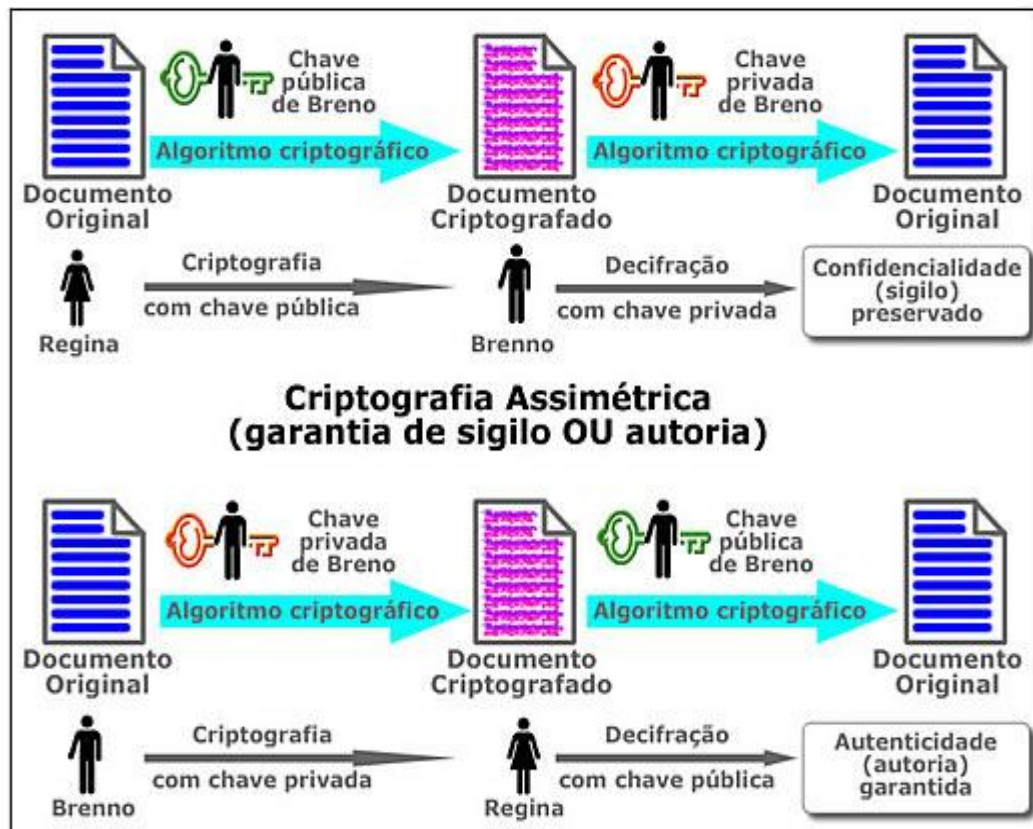 Chave
pública
de Breno
Chave
privada
de Breno
Algoritmo criptográfico
Algoritmo criptográfico
Documento
Original
Documento
Criptografado
Documento
Original
Criptografia
com chave pública
Decifração
com chave privada
Confidencialidade
(sigilo)
preservado
Regina
Brenno
Criptografia Assimétrica
(garantia de sigilo OU autoria)
Chave
privada
de Breno
Chave
pública
de Breno
Algoritmo criptográfico
Algoritmo criptográfico
Documento
Original
Documento
Criptografado
Documento
Original
Criptografia
com chave privada
Decifração
com chave pública
Autenticidade
(autoria)
garantida
Brenno
Regina